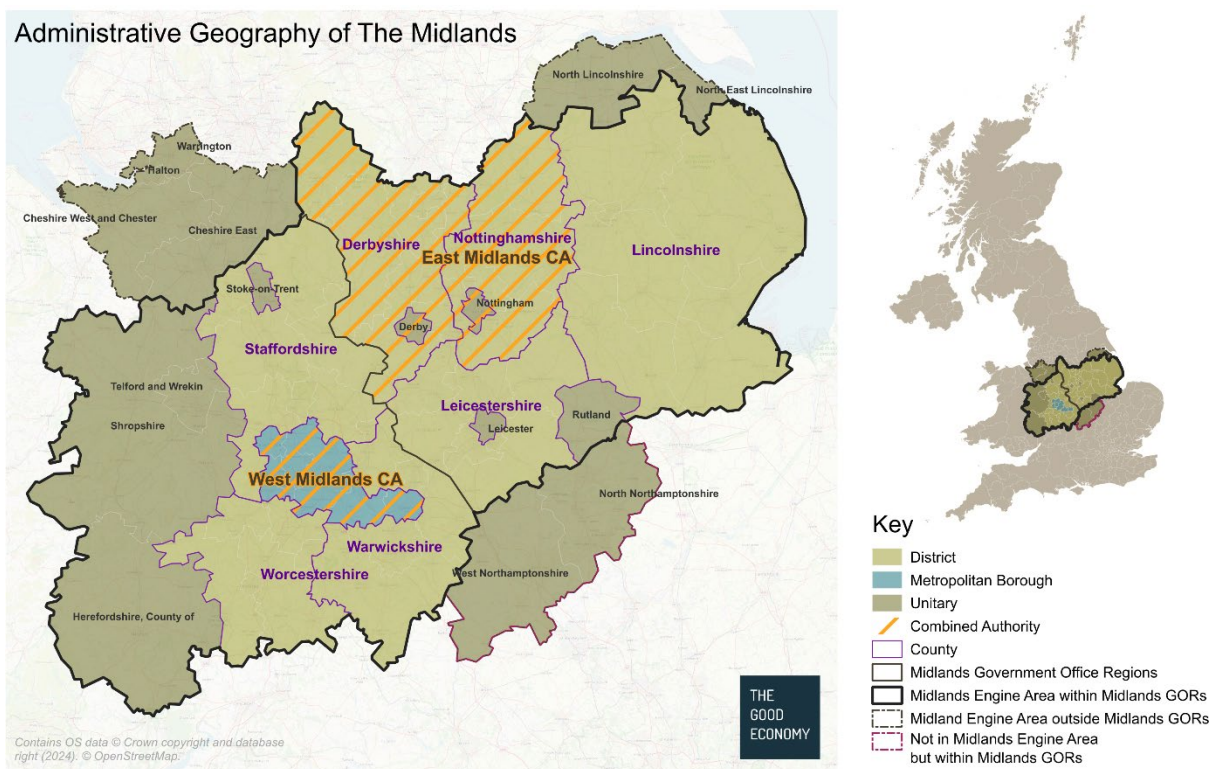 Administrative Geography of The Midlands
North Lincolnshire
North East Lincolnshire
Warrington
Halton
Cheshire West and Chester
Cheshire East
Derbyshire
Nottinghamshire
East Midlands CA
Lincolnshire
Stoke-on-Trent
Nottingham
Derby
Staffordshire
Telford and Wrekin
Shropshire
Leicestershire
Rutland
Leicester
West Midlands CA
North Northamptonshire
Warwickshire
West Northamptonshire
Worcestershire
Herefordshire, County of
THE
GOOD
ECONOMY
Contains OS data © Crown copyright and database
right (2024). © OpenStreetMap.
Key
District
Metropolitan Borough
Unitary
Combined Authority
County
Midlands Government Office Regions
Midlands Engine Area within Midlands GORs
Midland Engine Area outside Midlands GORs
Not in Midlands Engine Area
but within Midlands GORs